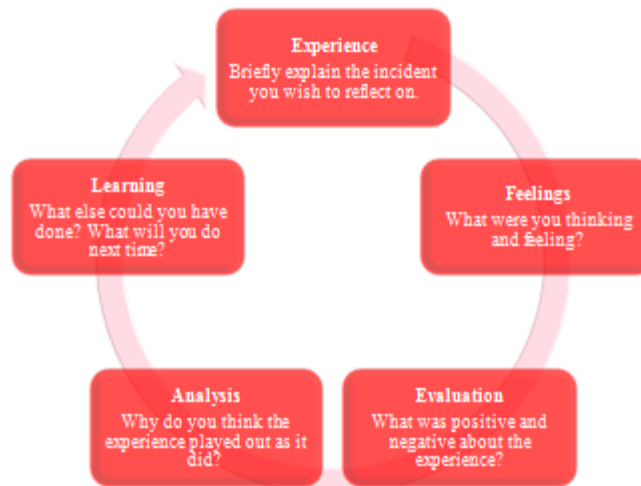 Experience
Briefly explain the incident
you wish to reflect on.
Feelings
What were you thinking
and feeling?
Evaluation
What was positive and
negative about the
experience?
Analysis
Why do you think the
experience played out as it
did?
Learning
What else could you have
done? What will you do
next time?